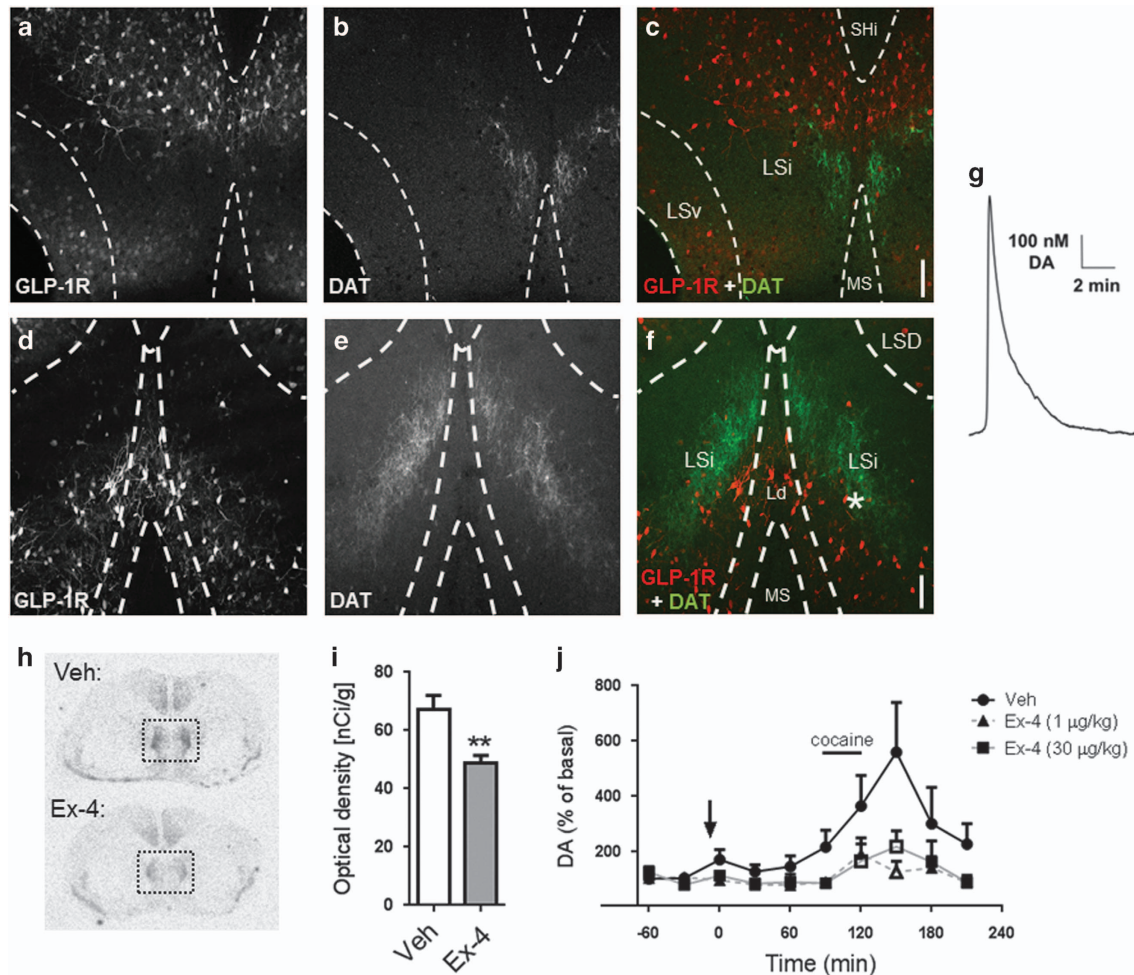 a
GLP-1R
b
DAT
c
SHi
LSi
LSv
GLP-1R + DAT
MS
d
GLP-1R
e
DAT
f
LSD
LSi
LSi
Ld
*
GLP-1R
+ DAT
MS
g
100 nM
DA
2 min
h
Veh:
Ex-4:
i
Optical density [nCi/g]
80
60
40
20
0
**
Veh
Ex-4
j
DA (% of basal)
800
600
400
200
cocaine
Veh
Ex-4 (1 µg/kg)
Ex-4 (30 µg/kg)
-60
0
60
120
180
240
Time (min)